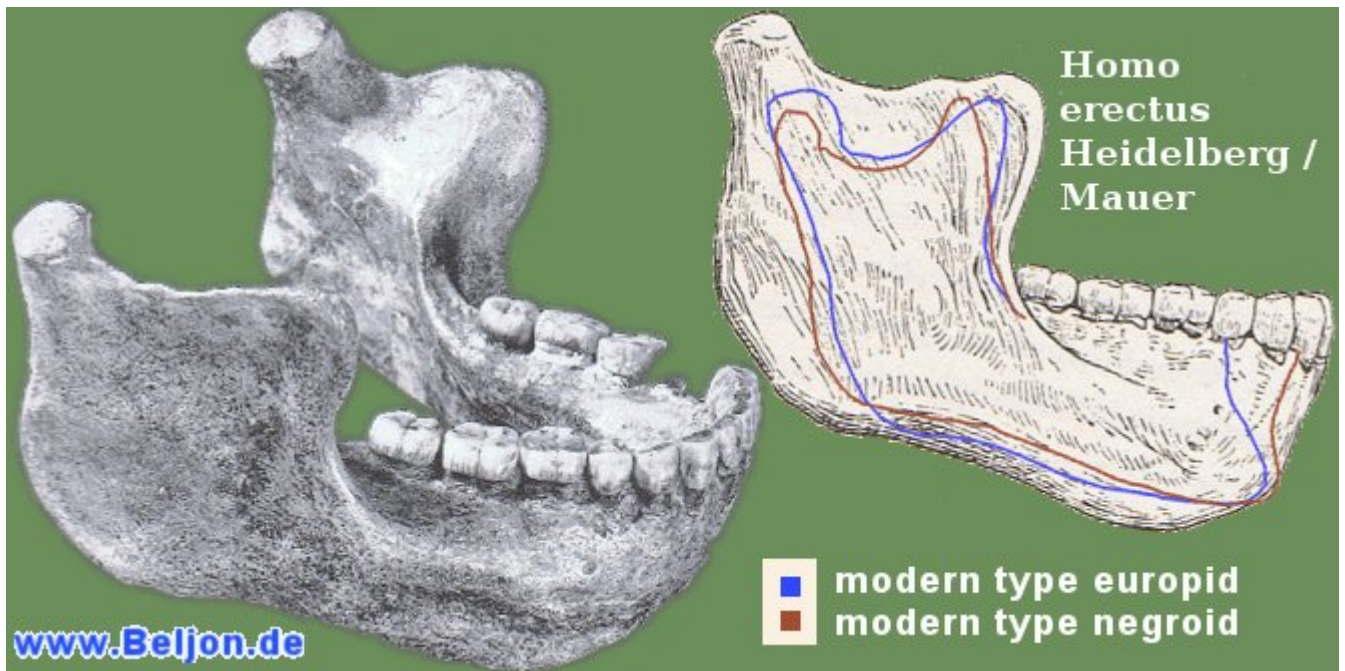 Homo
erectus
Heidelberg /
Mauer
modern type europid
modern type negroid
www.Beljon.de